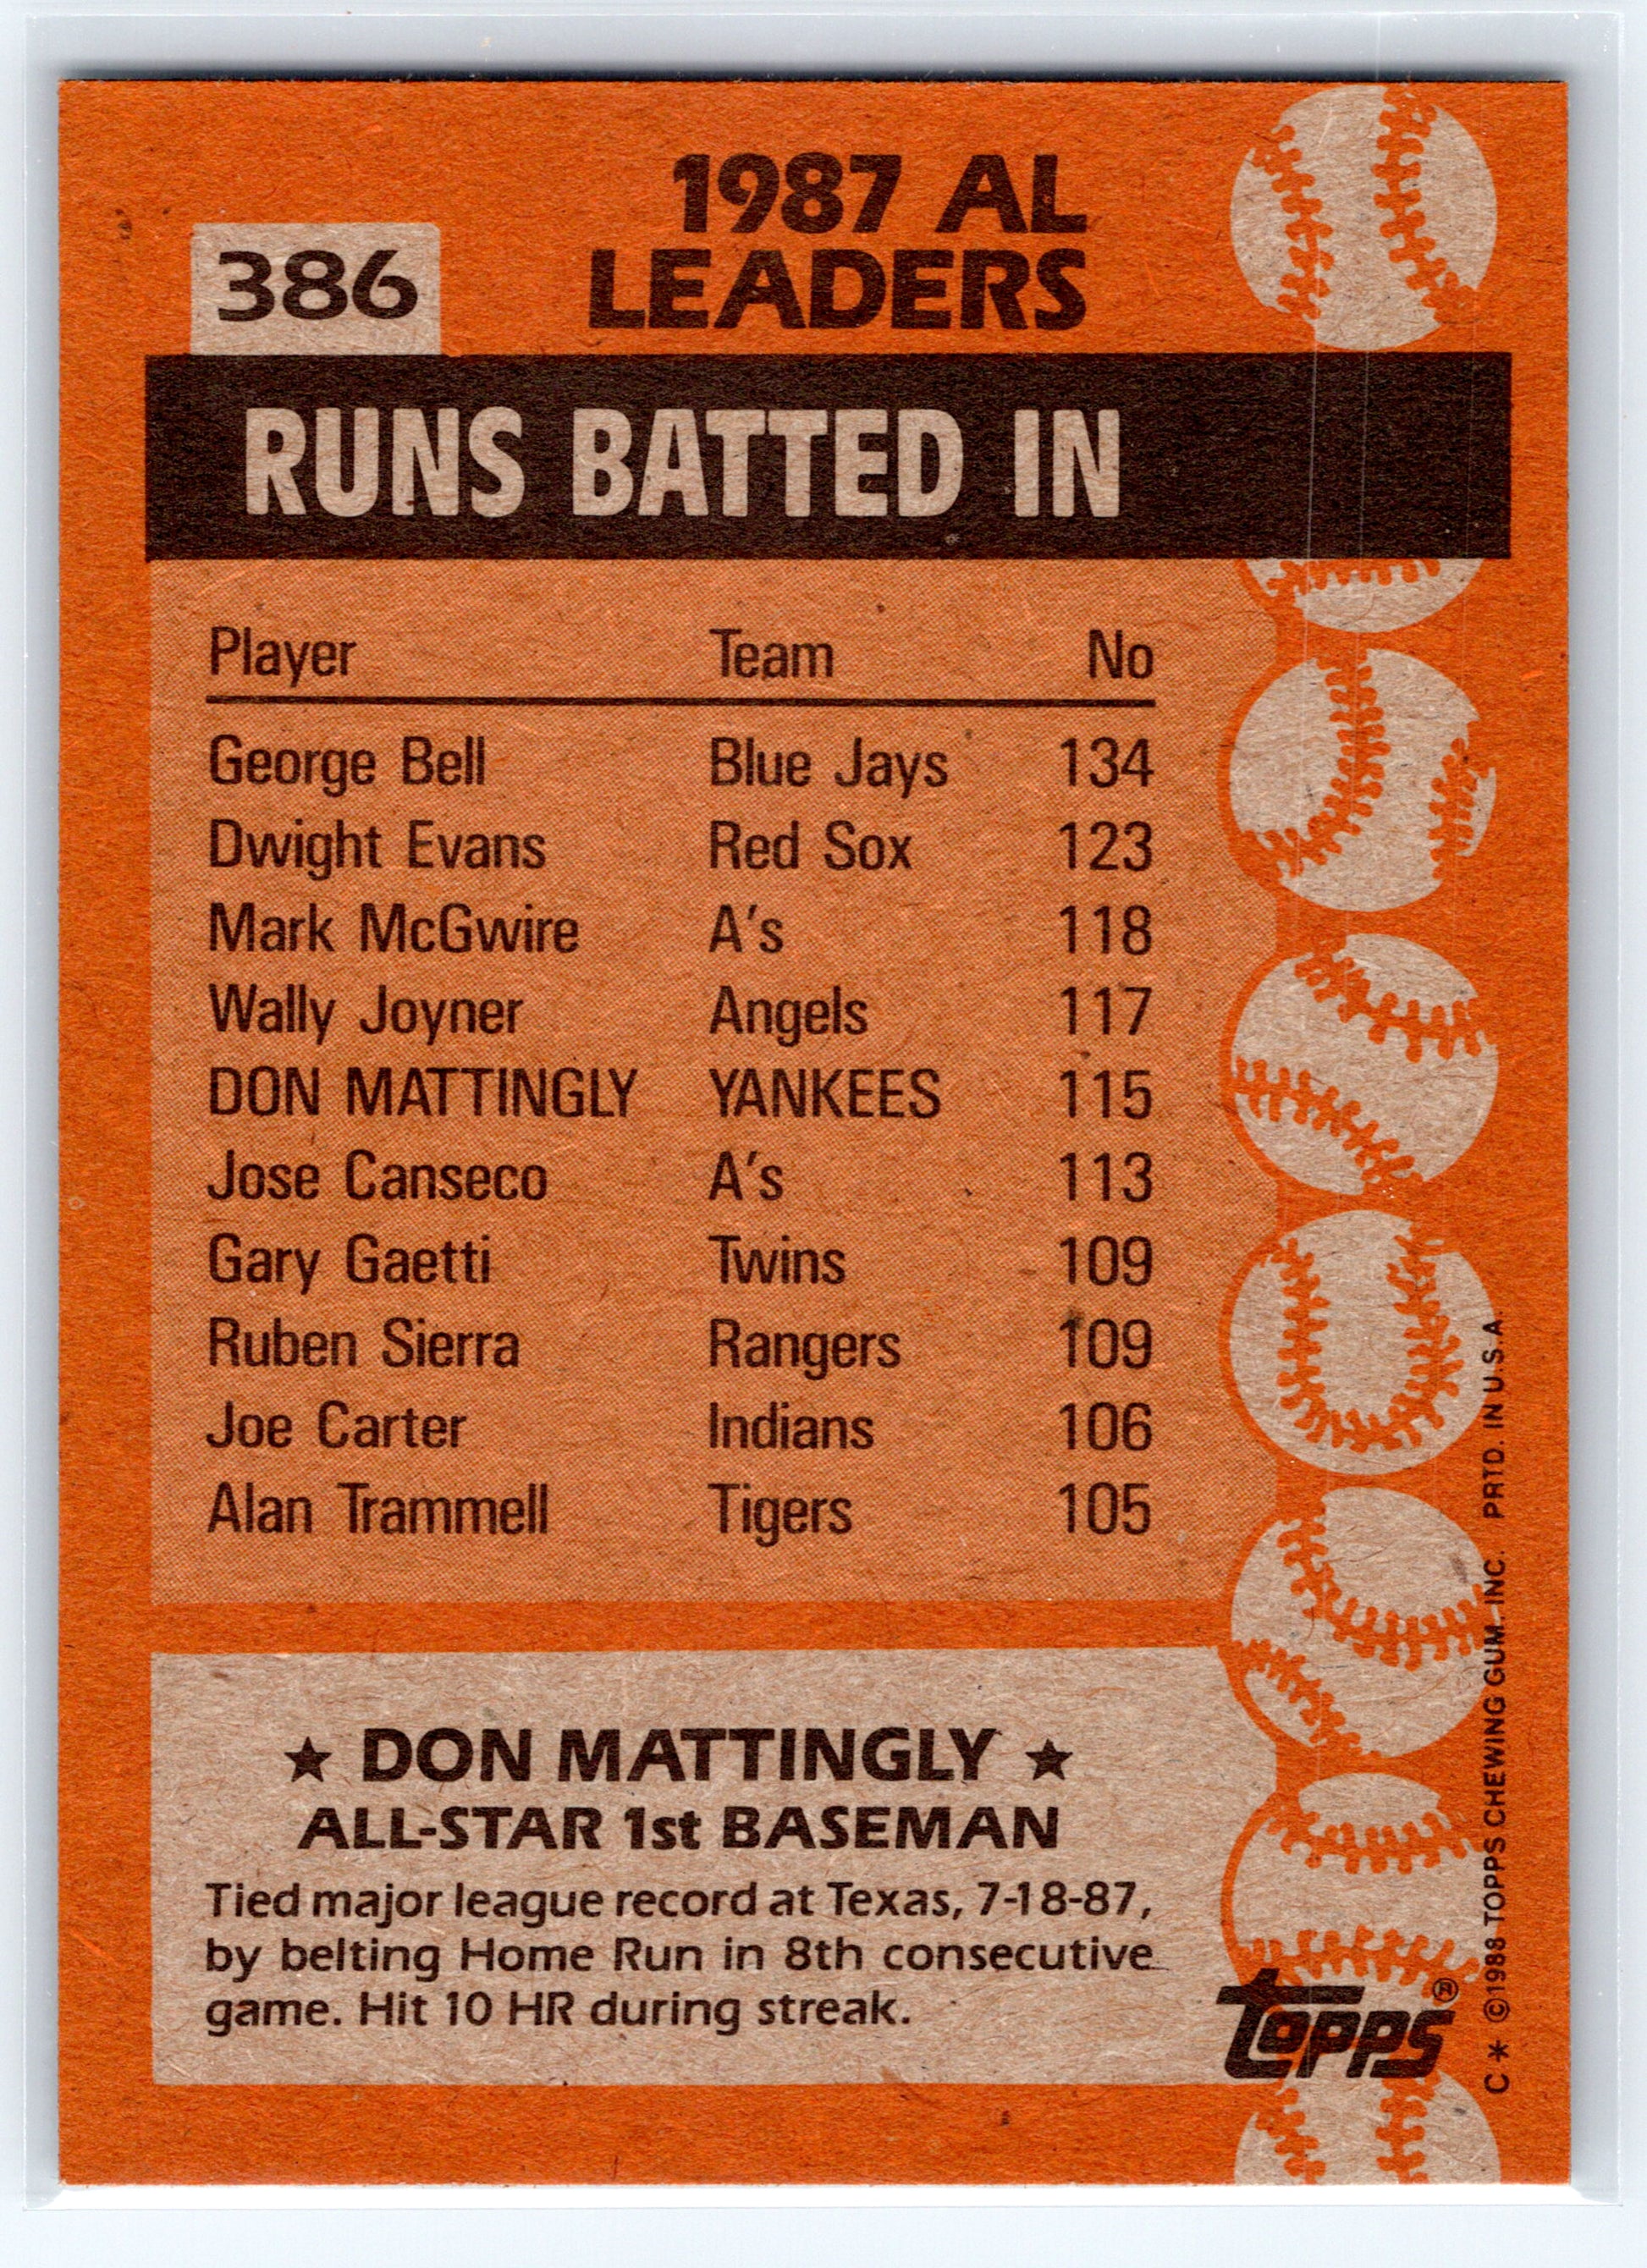 1987 AL
LEADERS
386
RUNS BATTED IN
Player Team No
George Bell Blue Jays 134
Dwight Evans Red Sox 123
Mark McGwire A's 118
Wally Joyner Angels 117
DON MATTINGLY YANKEES 115
Jose Canseco A's 113
Gary Gaetti Twins 109
Ruben Sierra Rangers 109
Joe Carter Indians 106
Alan Trammell Tigers 105
★ DON MATTINGLY ★
ALL-STAR 1st BASEMAN
Tied major league record at Texas, 7-18-87,
by belting Home Run in 8th consecutive
game. Hit 10 HR during streak.
topps®
C* ©1988 TOPPS CHEWING GUM, INC. PRTD. IN U.S.A.